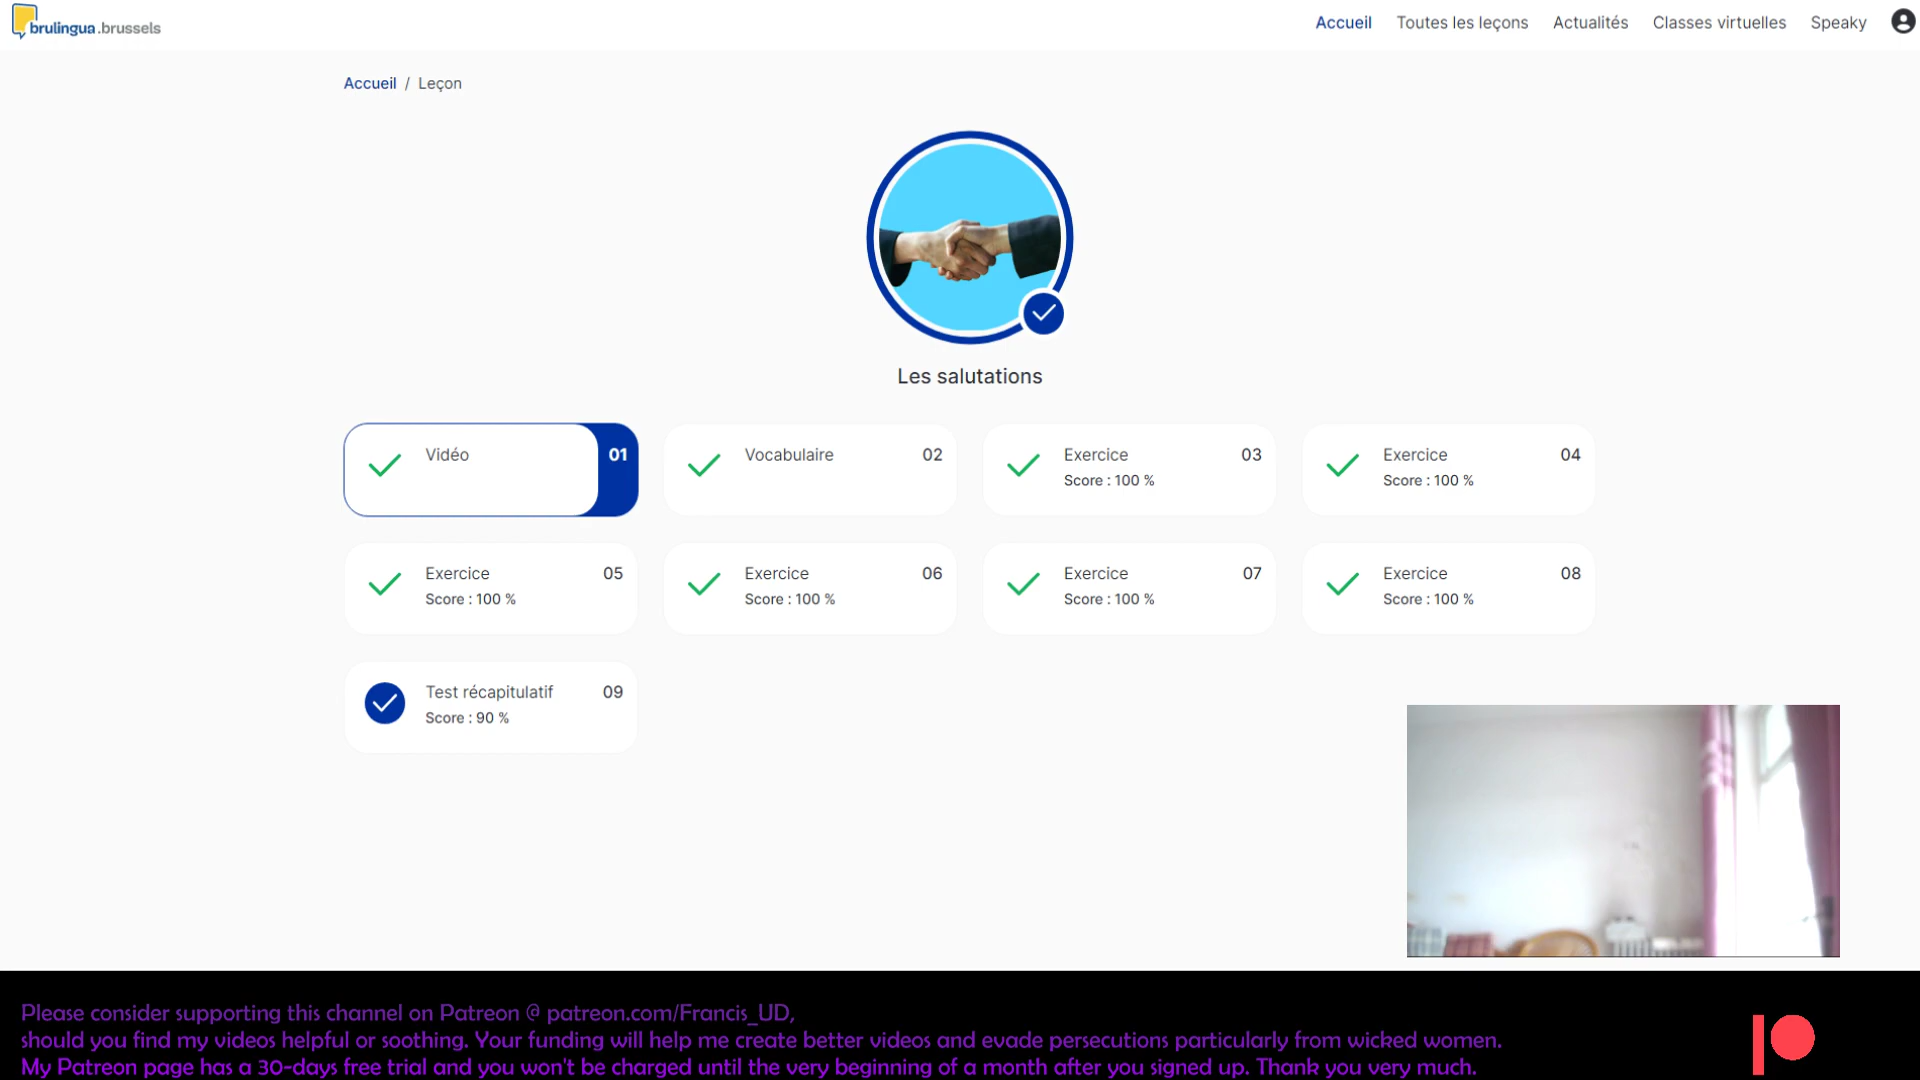 brulingua.brussels
Accueil Toutes les leçons Actualités Classes virtuelles Speaky
Accueil / Leçon
Les salutations
Vidéo 01
Vocabulaire 02
Exercice 03
Score : 100 %
Exercice 04
Score : 100 %
Exercice 05
Score : 100 %
Exercice 06
Score : 100 %
Exercice 07
Score : 100 %
Exercice 08
Score : 100 %
Test récapitulatif 09
Score : 90 %
Please consider supporting this channel on Patreon @ patreon.com/Francis_UD,
should you find my videos helpful or soothing. Your funding will help me create better videos and evade persecutions particularly from wicked women.
My Patreon page has a 30-days free trial and you won't be charged until the very beginning of a month after you signed up. Thank you very much.